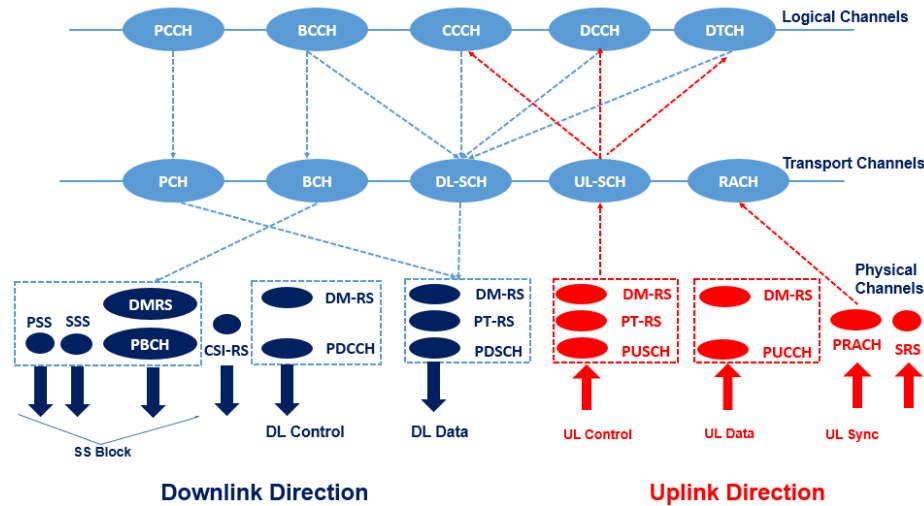 Logical Channels
PCCH
BCCH
CCCH
DCCH
DTCH
Transport Channels
PCH
BCH
DL-SCH
UL-SCH
RACH
Physical
Channels
DMRS
DM-RS
DM-RS
DM-RS
DM-RS
PSS
SSS
PT-RS
PT-RS
PBCH
CSI-RS
PDCCH
PDSCH
PUSCH
PUCCH
PRACH
SRS
SS Block
DL Control
DL Data
UL Control
UL Data
UL Sync
Downlink Direction
Uplink Direction